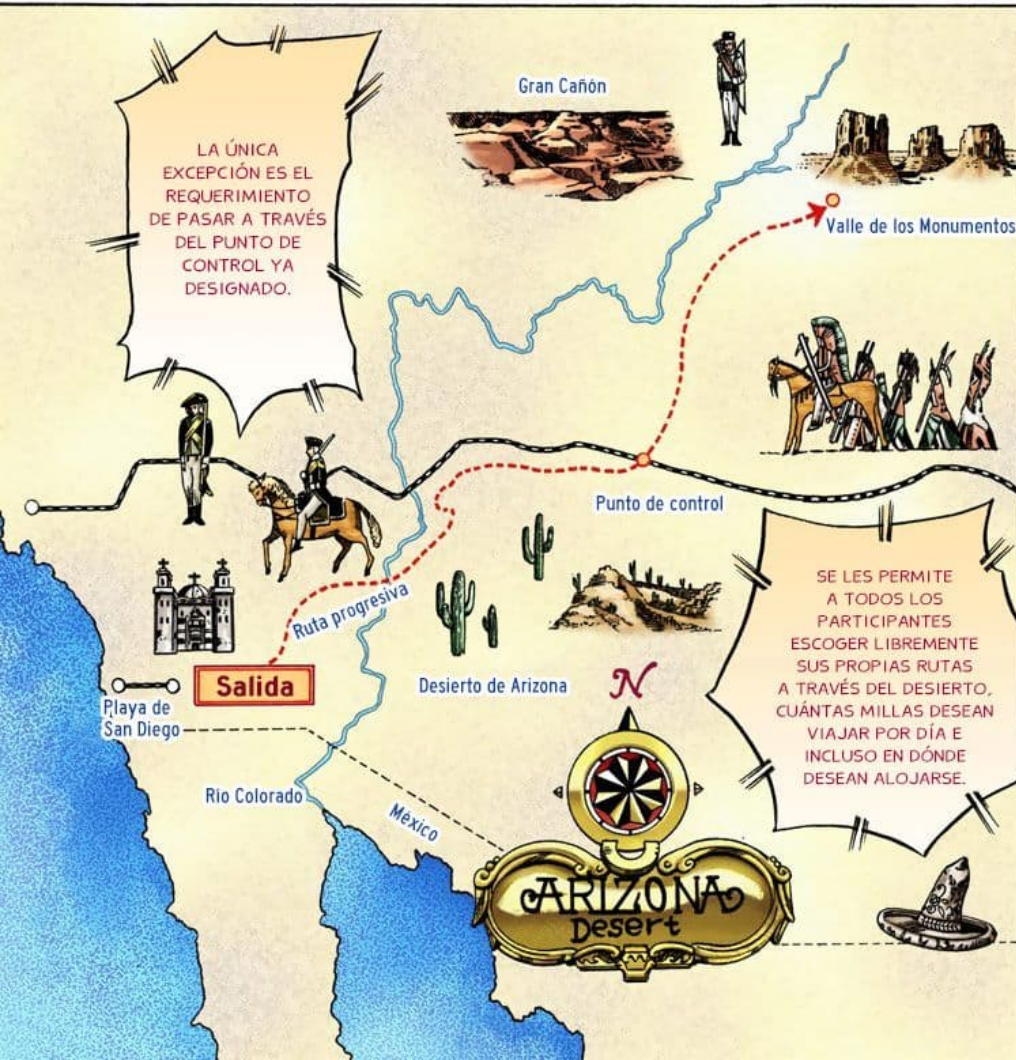 Gran Cañón
LA ÚNICA
EXCEPCIÓN ES EL
REQUERIMIENTO
DE PASAR A TRAVÉS
DEL PUNTO DE
CONTROL YA
DESIGNADO.
Valle de los Monumentos
Punto de control
Ruta progresiva
Salida
Desierto de Arizona
N
Playa de
San Diego
Río Colorado
México
SE LES PERMITE
A TODOS LOS
PARTICIPANTES
ESCOGER LIBREMENTE
SUS PROPIAS RUTAS
A TRAVÉS DEL DESIERTO,
CUÁNTAS MILLAS DESEAN
VIAJAR POR DÍA E
INCLUSO EN DÓNDE
DESEAN ALOJARSE.
ARIZONA
Desert